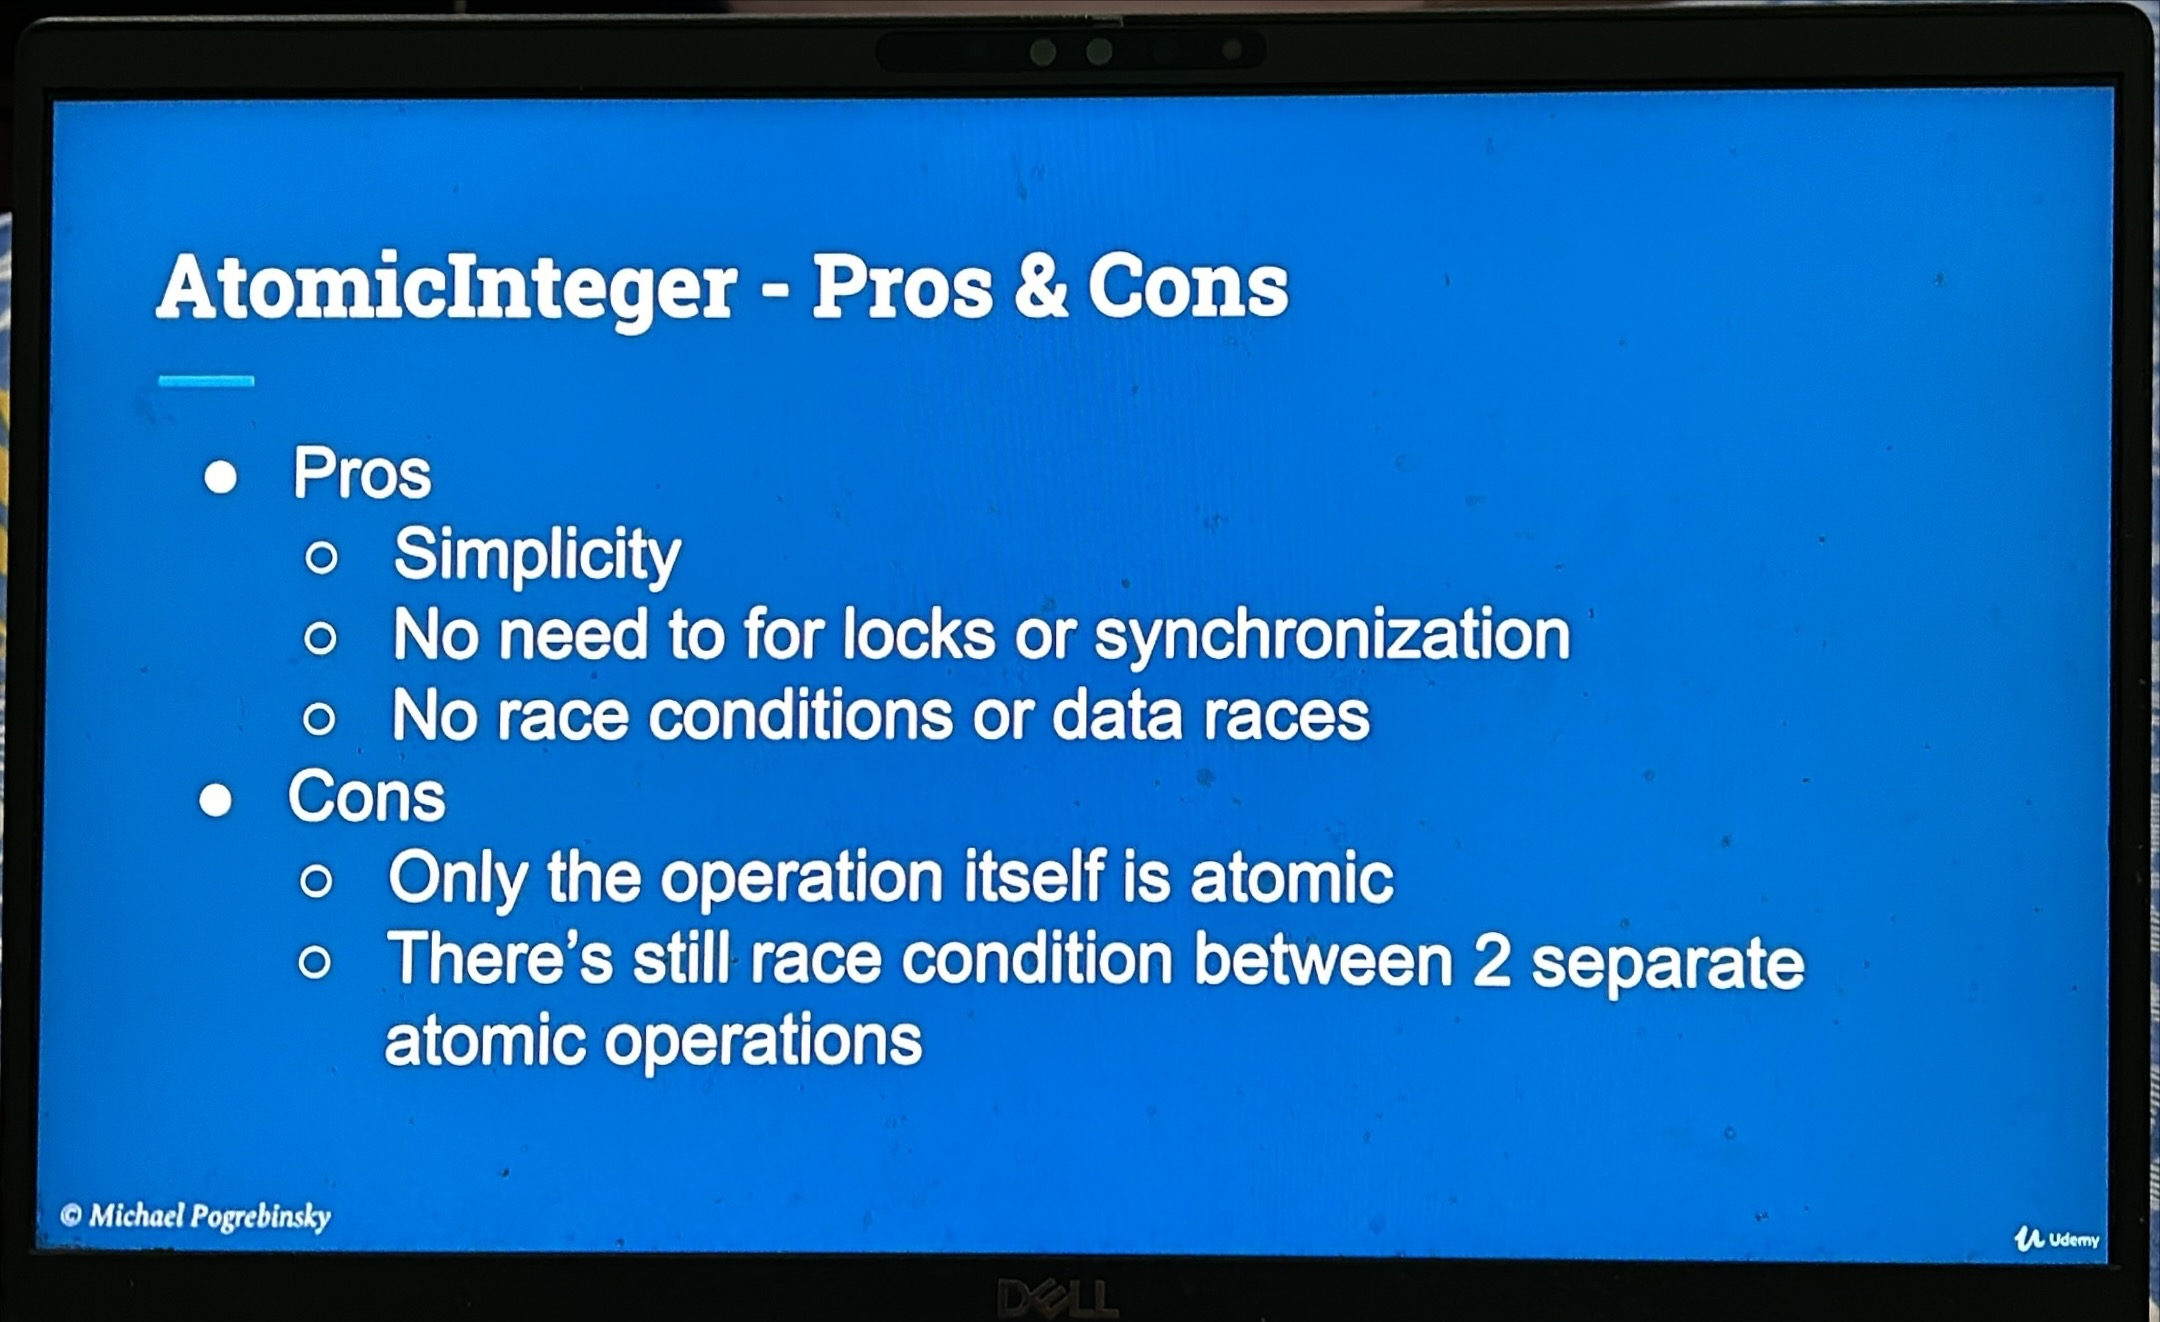 AtomicInteger - Pros & Cons
● Pros
○ Simplicity
○ No need to for locks or synchronization
○ No race conditions or data races
● Cons
○ Only the operation itself is atomic
○ There's still race condition between 2 separate
atomic operations
© Michael Pogrebinsky
Udemy
DELL